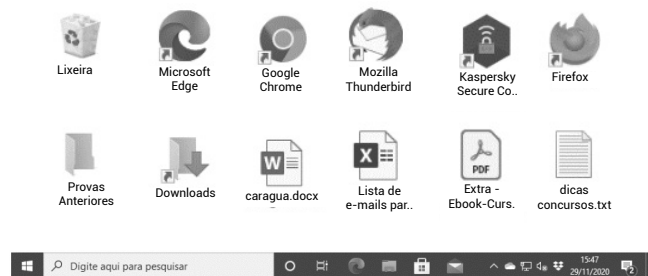 Lixeira
Microsoft
Edge
Google
Chrome
Mozilla
Thunderbird
Kaspersky
Secure Co..
Firefox
Provas
Anteriores
Downloads
W
caragua.docx
X
Lista de
e-mails par..
PDF
Extra -
Ebook-Curs.
dicas
concursos.txt
Digite aqui para pesquisar
15:47
29/11/2020
2